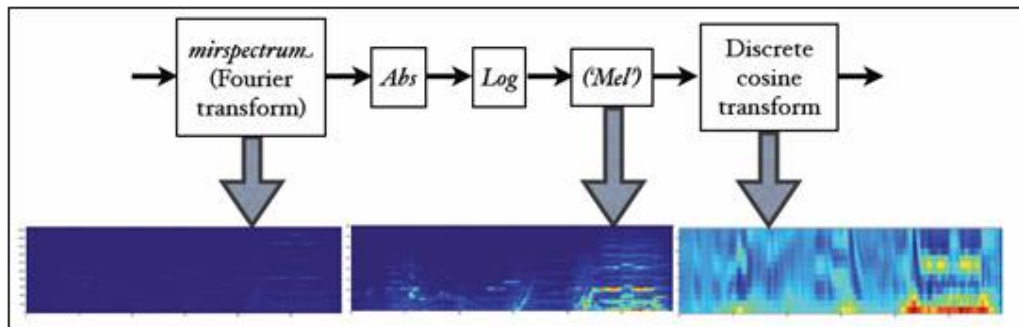 mirspectrum
(Fourier
transform)
Abs
Log
('Mel')
Discrete
cosine
transform